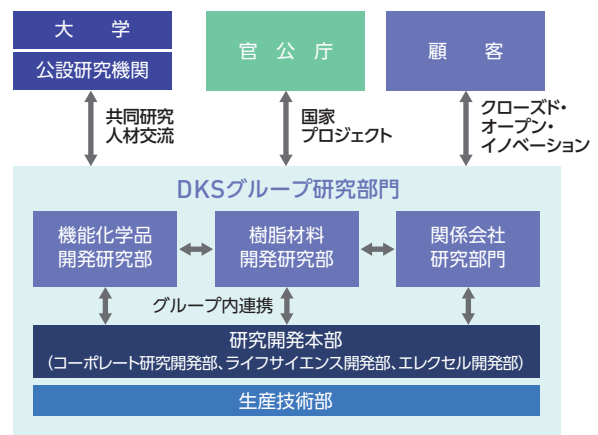 大　学
公設研究機関
官 公 庁
顧　客
共同研究
人材交流
国家
プロジェクト
クローズド・
オープン・
イノベーション
DKSグループ研究部門
機能化学品
開発研究部
樹脂材料
開発研究部
関係会社
研究部門
グループ内連携
研究開発本部
（コーポレート研究開発部、ライフサイエンス開発部、エレクセル開発部）
生産技術部